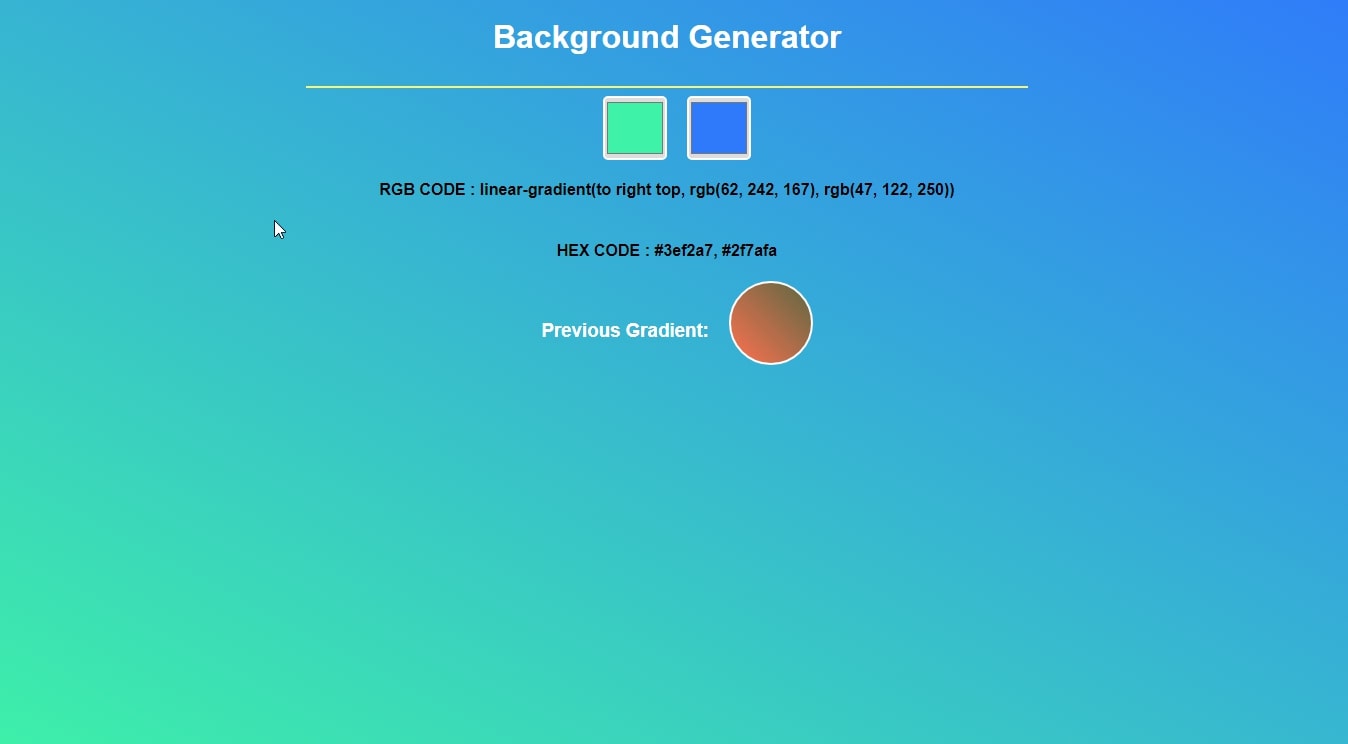 Background Generator
RGB CODE : linear-gradient(to right top, rgb(62, 242, 167), rgb(47, 122, 250))
HEX CODE : #3ef2a7, #2f7afa
Previous Gradient: